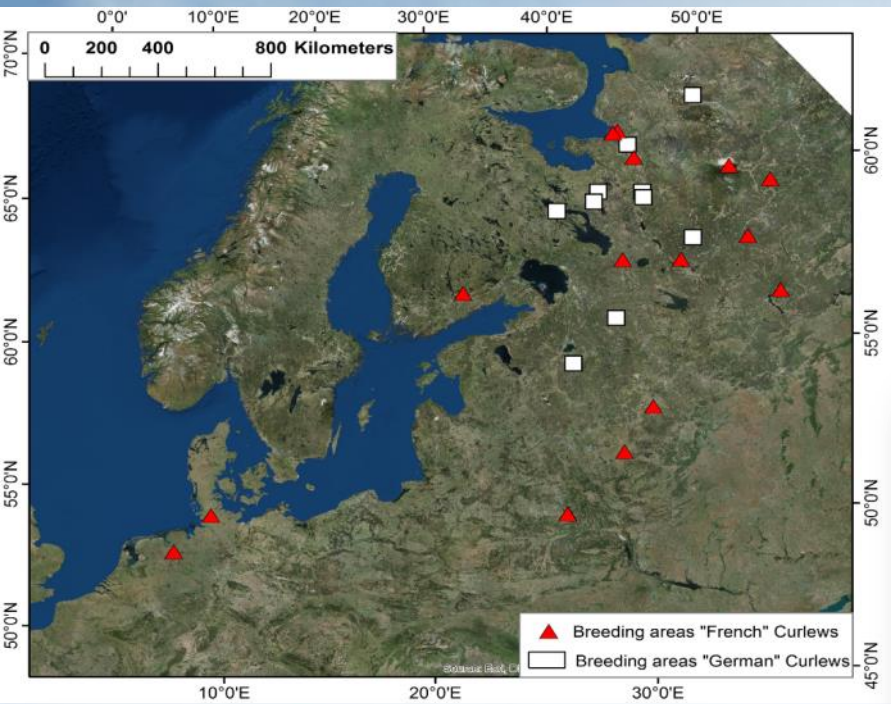 0°'0" 10°0'E 20°0'E 30°0'E 40°0'E 50°0'E
0 200 400 800 Kilometers
70°0'N
65°0'N
60°0'N
55°0'N
50°0'N
60°0'N
55°0'N
50°0'N
45°0'N
Breeding areas "French" Curlews
Breeding areas "German" Curlews
Source: Esri,
10°0'E 20°0'E 30°0'E